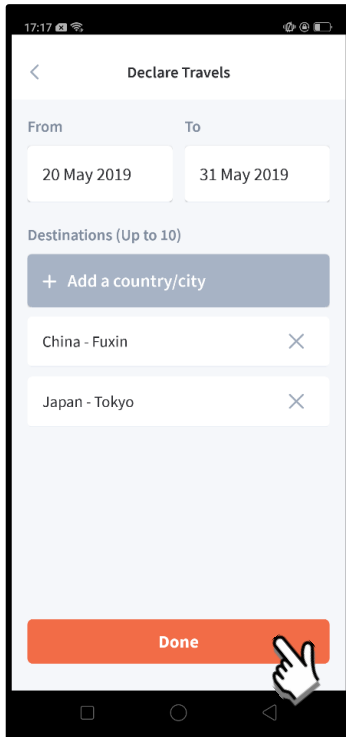 17:17
Declare Travels
From To
20 May 2019 31 May 2019
Destinations (Up to 10)
+ Add a country/city
China - Fuxin
Japan - Tokyo
Done